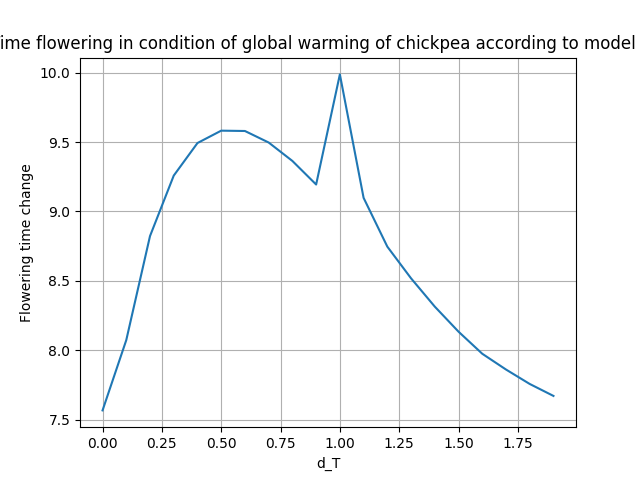 ime flowering in condition of global warming of chickpea according to model
10.0
9.5
9.0
8.5
8.0
7.5
Flowering time change
0.00 0.25 0.50 0.75 1.00 1.25 1.50 1.75
d_T